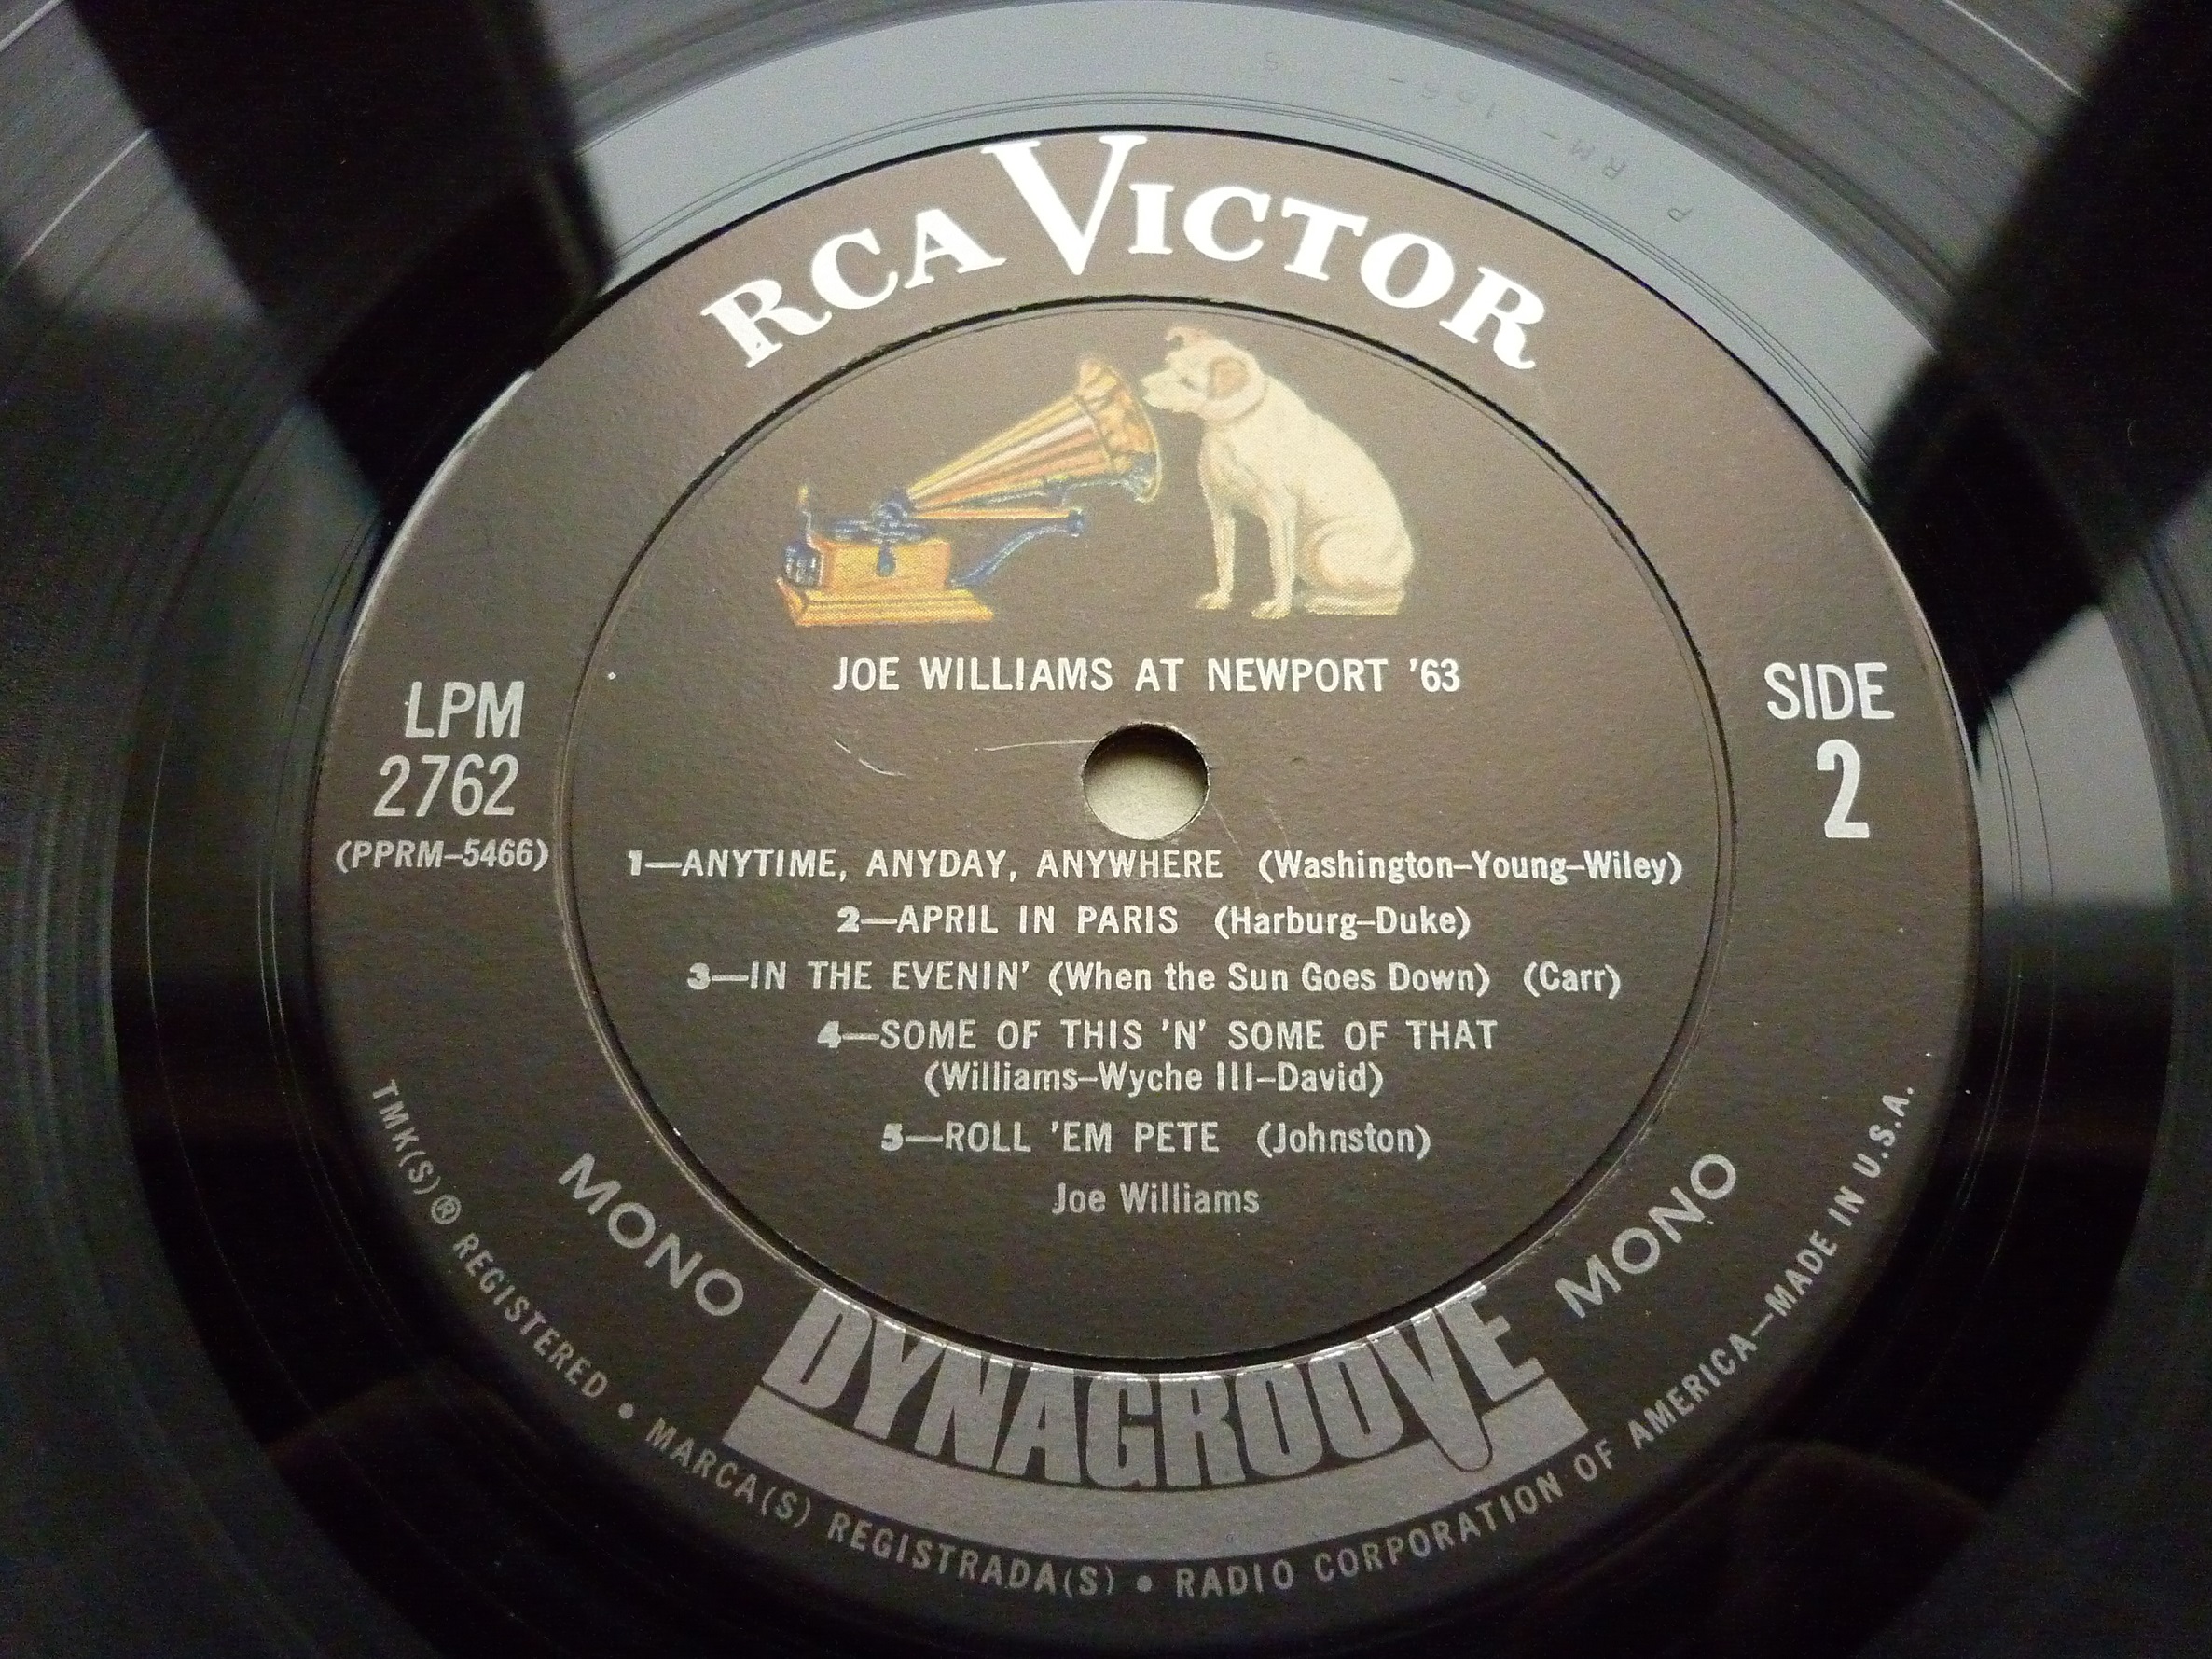 RCA VICTOR
JOE WILLIAMS AT NEWPORT '63
LPM
2762
(PPRM–5466)
SIDE
2
1—ANYTIME, ANYDAY, ANYWHERE (Washington–Young–Wiley)
2—APRIL IN PARIS (Harburg–Duke)
3—IN THE EVENIN' (When the Sun Goes Down) (Carr)
4—SOME OF THIS 'N' SOME OF THAT
(Williams–Wyche III–David)
5—ROLL 'EM PETE (Johnston)
Joe Williams
MONO
DYNAGROOVE
MONO
TMK(S)® REGISTERED • MARCA(S) REGISTRADA(S) • RADIO CORPORATION OF AMERICA—MADE IN U.S.A.